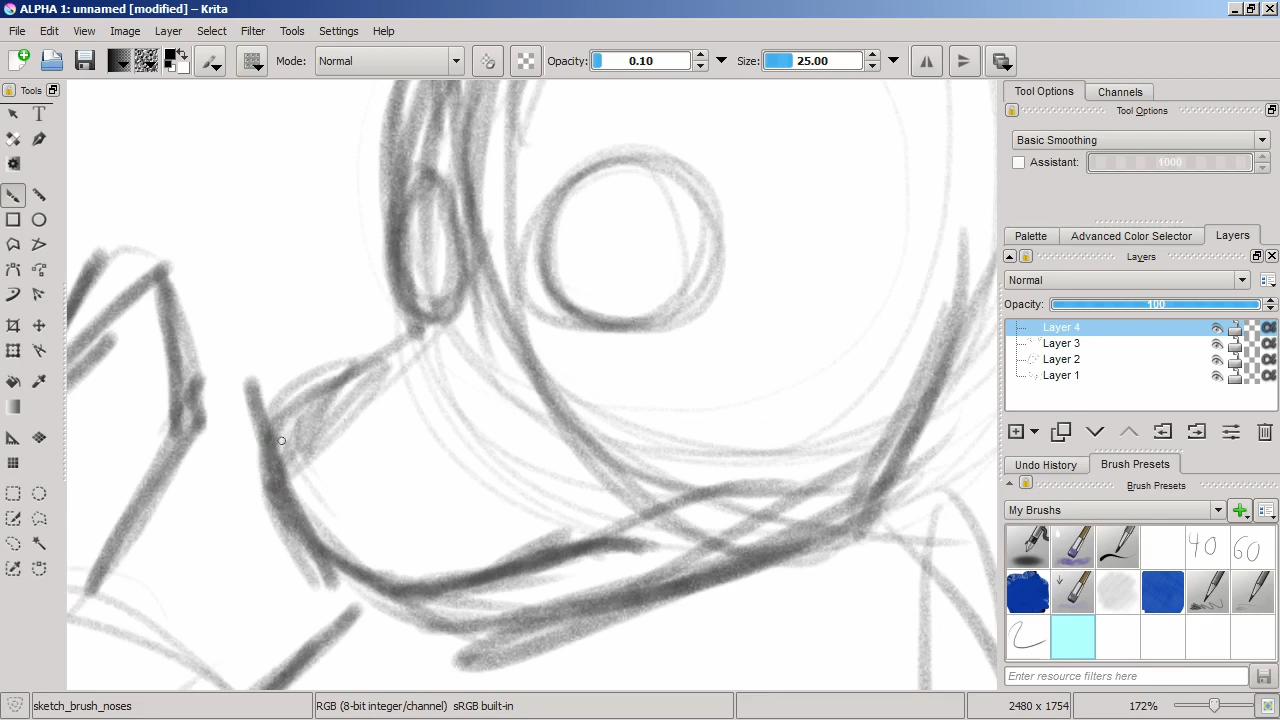 ALPHA 1: unnamed [modified] – Krita
File Edit View Image Layer Select Filter Tools Settings Help
Mode: Normal Opacity: 0.10 Size: 25.00
Tools
Tool Options Channels
Tool Options
Basic Smoothing
Assistant: 1000
Palette Advanced Color Selector Layers
Layers
Normal
Opacity: 100
Layer 4
Layer 3
Layer 2
Layer 1
Undo History Brush Presets
Brush Presets
My Brushes
40 60
Enter resource filters here
sketch_brush_noses RGB (8-bit integer/channel) sRGB built-in 2480 x 1754 172%